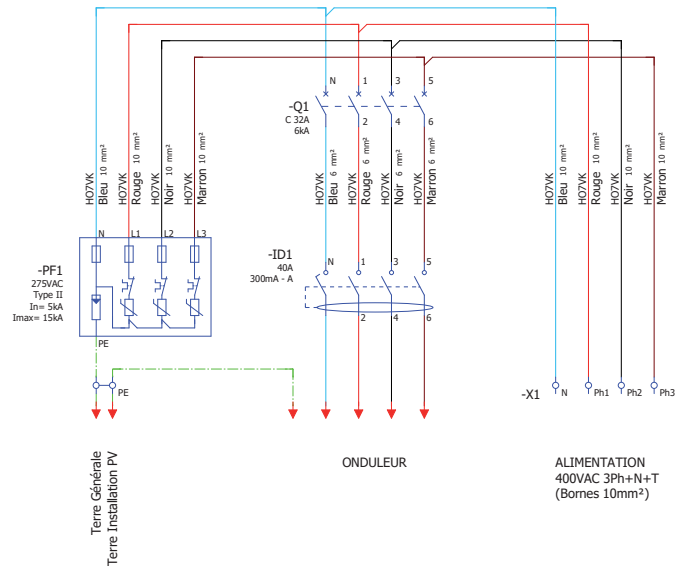 N 1 3 5
-Q1
C 32A
6kA
2 4 6
HO7VK
Bleu 10 mm²
HO7VK
Rouge 10 mm²
HO7VK
Noir 10 mm²
HO7VK
Marron 10 mm²
HO7VK
Bleu 6 mm²
HO7VK
Rouge 6 mm²
HO7VK
Noir 6 mm²
HO7VK
Marron 6 mm²
HO7VK
Bleu 10 mm²
HO7VK
Rouge 10 mm²
HO7VK
Noir 10 mm²
HO7VK
Marron 10 mm²
N L1 L2 L3
-PF1
275VAC
Type II
In= 5kA
Imax= 15kA
PE
-ID1
40A
300mA - A
N 1 3 5
2 4 6
PE
-X1 N Ph1 Ph2 Ph3
Terre Générale
Terre Installation PV
ONDULEUR
ALIMENTATION
400VAC 3Ph+N+T
(Bornes 10mm²)